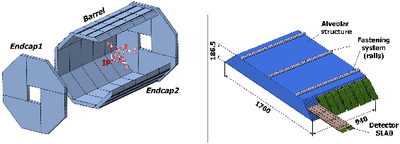 Barrel
Endcap1
IP
Endcap2
Alveolar
structure
Fastening
system
(rails)
186.5
1760
940
Detector
SLAB